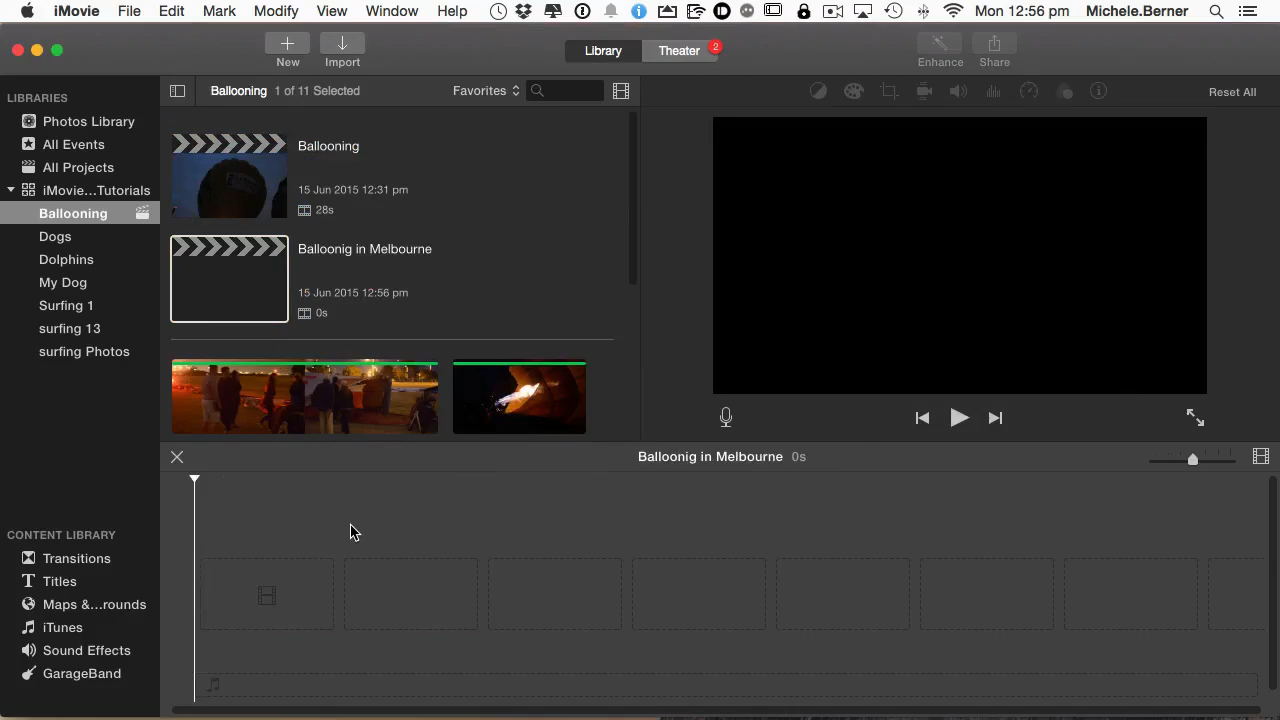 iMovie File Edit Mark Modify View Window Help Mon 12:56 pm Michele.Berner
New Import Library Theater 2 Enhance Share
LIBRARIES
Photos Library
All Events
All Projects
iMovie...Tutorials
Ballooning
Dogs
Dolphins
My Dog
Surfing 1
surfing 13
surfing Photos
CONTENT LIBRARY
Transitions
Titles
Maps &...rounds
iTunes
Sound Effects
GarageBand
Ballooning 1 of 11 Selected Favorites
Reset All
Ballooning
15 Jun 2015 12:31 pm
28s
Balloonig in Melbourne
15 Jun 2015 12:56 pm
0s
Balloonig in Melbourne 0s